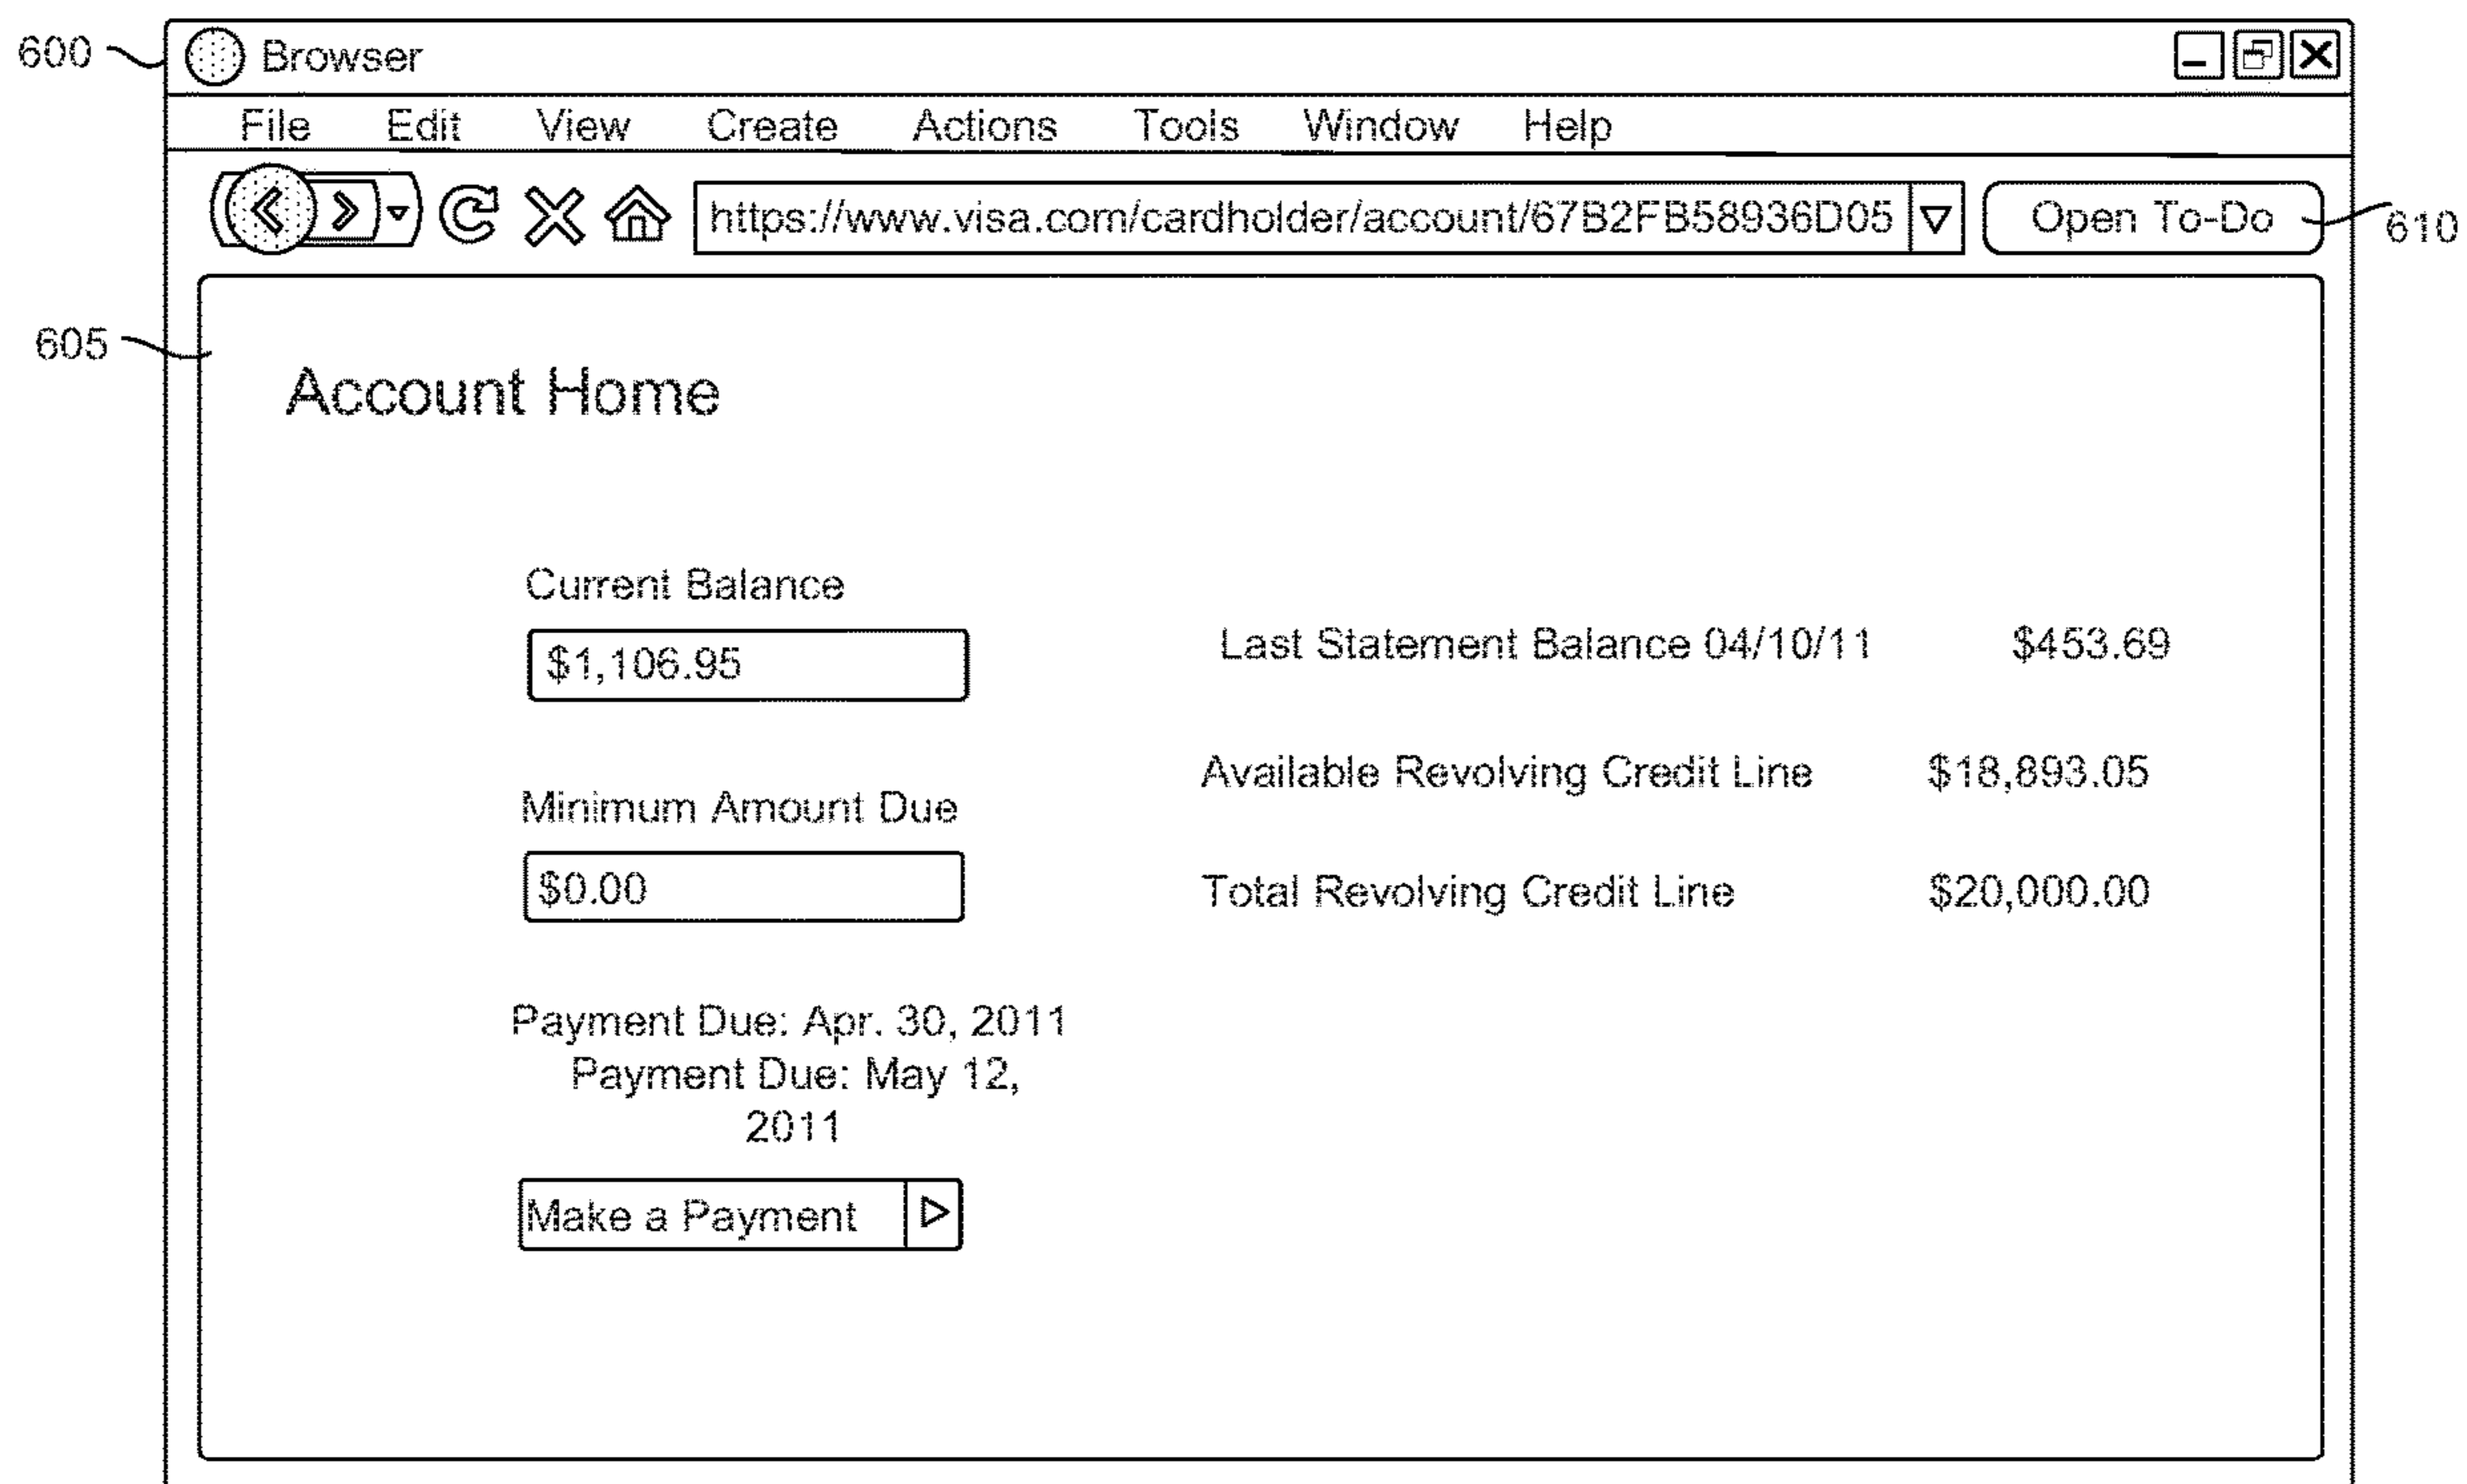 600
Browser
File Edit View Create Actions Tools Window Help
https://www.visa.com/cardholder/account/67B2FB58936D05
Open To-Do
610
605
Account Home
Current Balance
$1,106.95
Minimum Amount Due
$0.00
Payment Due: Apr. 30, 2011
Payment Due: May 12,
2011
Make a Payment
Last Statement Balance 04/10/11 $453.69
Available Revolving Credit Line $18,893.05
Total Revolving Credit Line $20,000.00